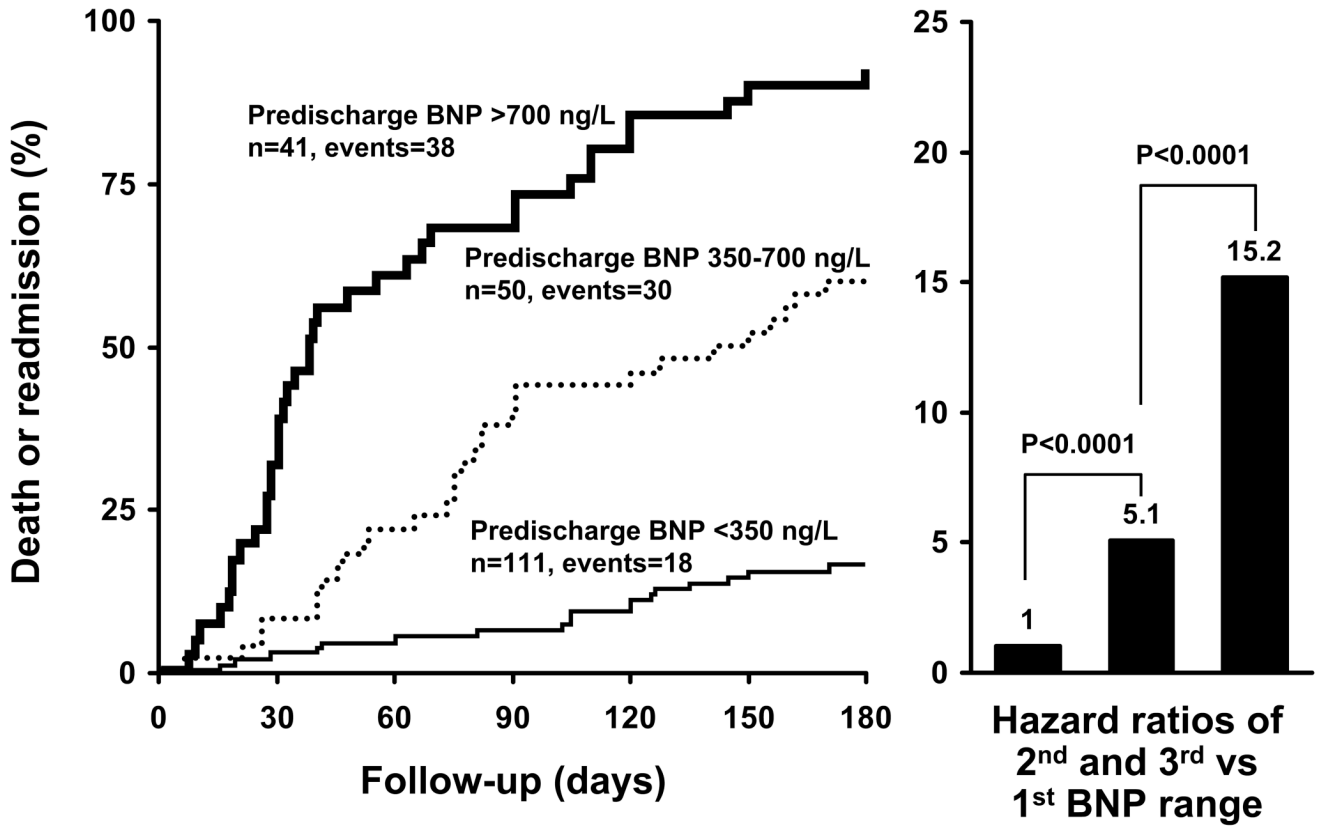 Death or readmission (%)
100
75
50
25
0
Predischarge BNP >700 ng/L
n=41, events=38
Predischarge BNP 350-700 ng/L
n=50, events=30
Predischarge BNP <350 ng/L
n=111, events=18
0
30
60
90
120
150
180
Follow-up (days)
25
20
15
10
5
0
P<0.0001
15.2
P<0.0001
5.1
1
Hazard ratios of
2nd and 3rd vs
1st BNP range